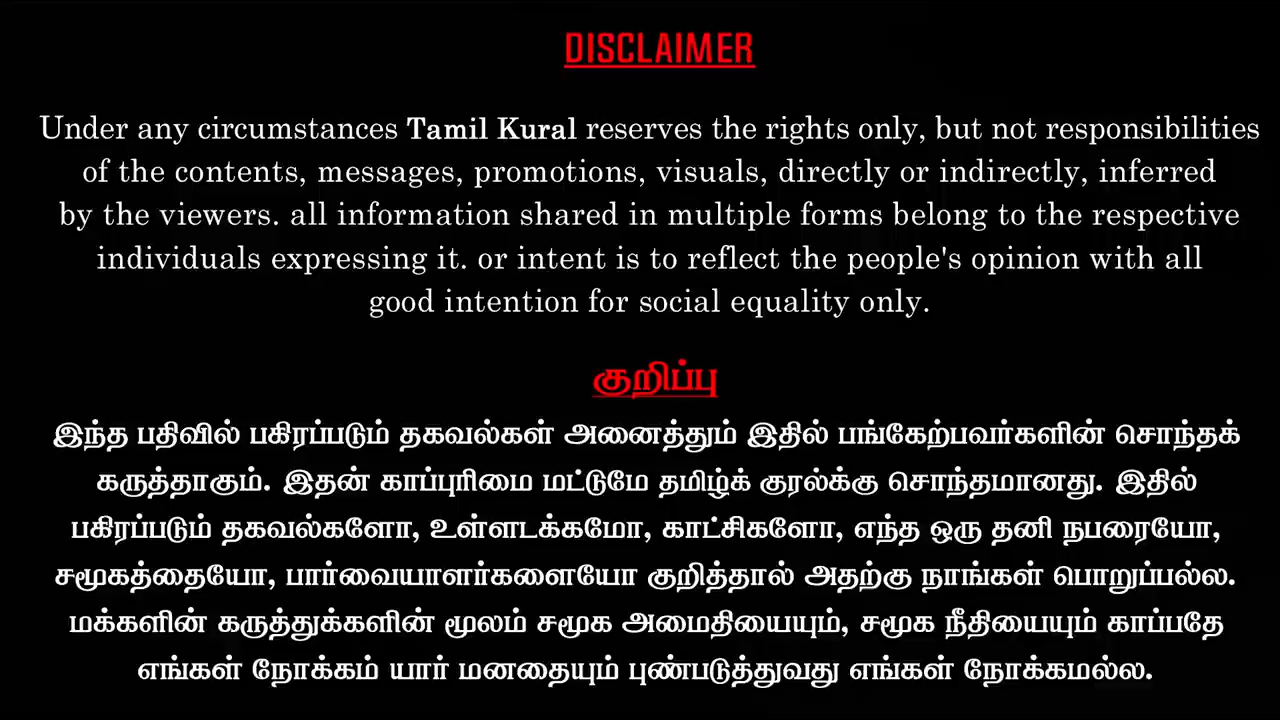 DISCLAIMER
Under any circumstances Tamil Kural reserves the rights only, but not responsibilities
of the contents, messages, promotions, visuals, directly or indirectly, inferred
by the viewers. all information shared in multiple forms belong to the respective
individuals expressing it. or intent is to reflect the people's opinion with all
good intention for social equality only.
குறிப்பு
இந்த பதிவில் பகிரப்படும் தகவல்கள் அனைத்தும் இதில் பங்கேற்பவர்களின் சொந்தக்
கருத்தாகும். இதன் காப்புரிமை மட்டுமே தமிழ்க் குரல்க்கு சொந்தமானது. இதில்
பகிரப்படும் தகவல்களோ, உள்ளடக்கமோ, காட்சிகளோ, எந்த ஒரு தனி நபரையோ,
சமூகத்தையோ, பார்வையாளர்களையோ குறித்தால் அதற்கு நாங்கள் பொறுப்பல்ல.
மக்களின் கருத்துக்களின் மூலம் சமூக அமைதியையும், சமூக நீதியையும் காப்பதே
எங்கள் நோக்கம் யார் மனதையும் புண்படுத்துவது எங்கள் நோக்கமல்ல.